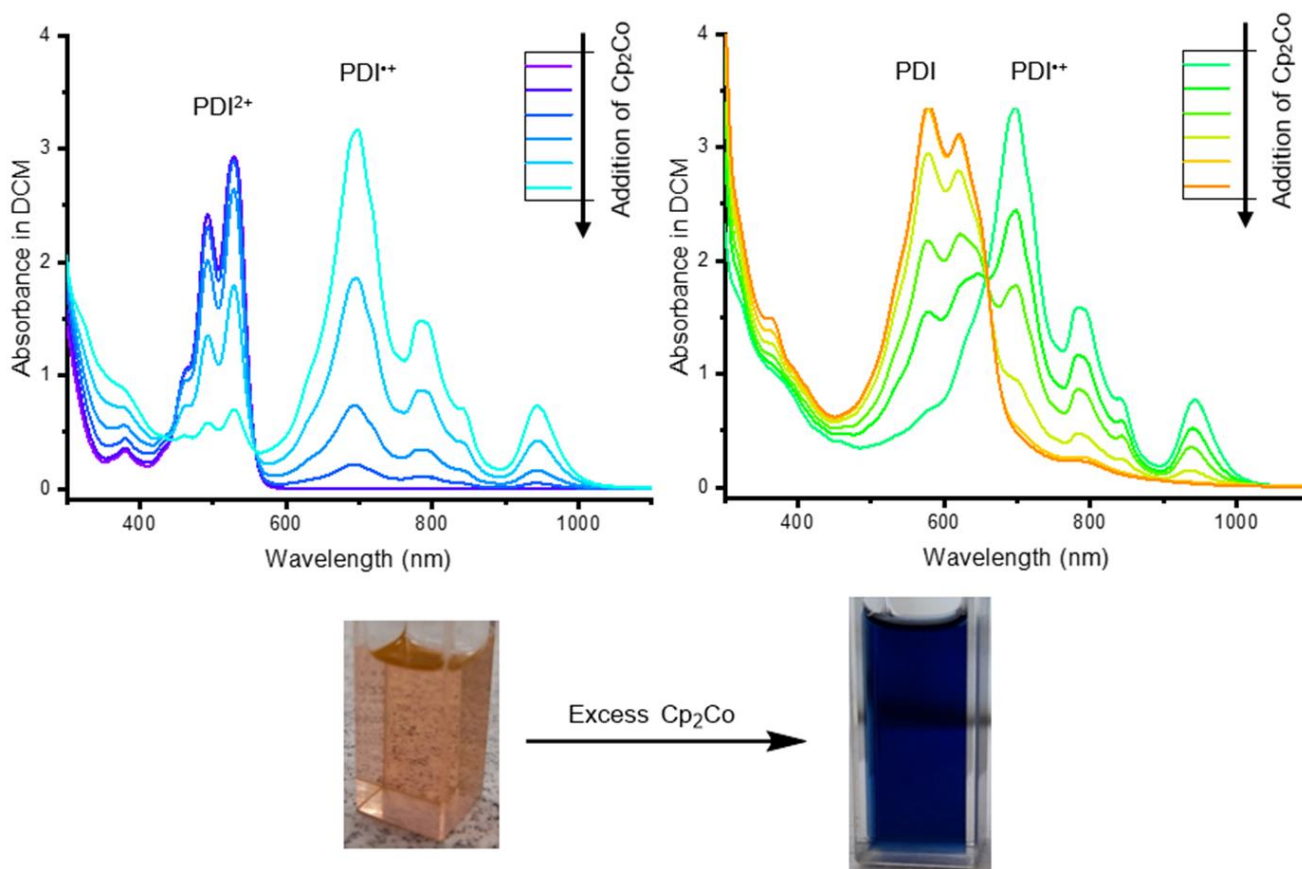 4
3
2
1
0
Absorbance in DCM
PDI²⁺
PDI•⁺
Addition of Cp₂Co
400
600
800
1000
Wavelength (nm)
4
3
2
1
0
Absorbance in DCM
PDI
PDI•⁺
Addition of Cp₂Co
400
600
800
1000
Wavelength (nm)
Excess Cp₂Co